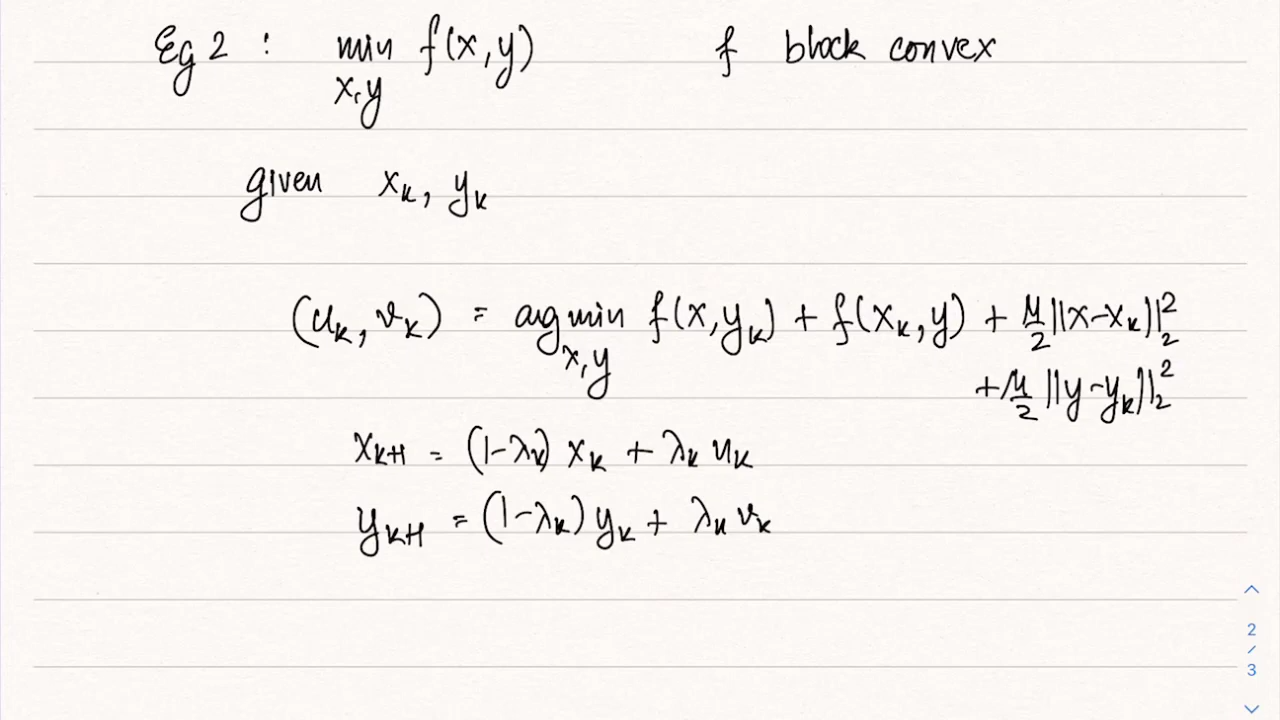 Eg 2 : min f(x,y) f block convex
x,y
given x_k, y_k
(u_k, v_k) = argmin f(x,y_k) + f(x_k,y) + μ/2 ||x-x_k||_2^2
x,y
+ μ/2 ||y-y_k||_2^2
x_{k+1} = (1-λ_k) x_k + λ_k u_k
y_{k+1} = (1-λ_k) y_k + λ_k v_k
2
/
3